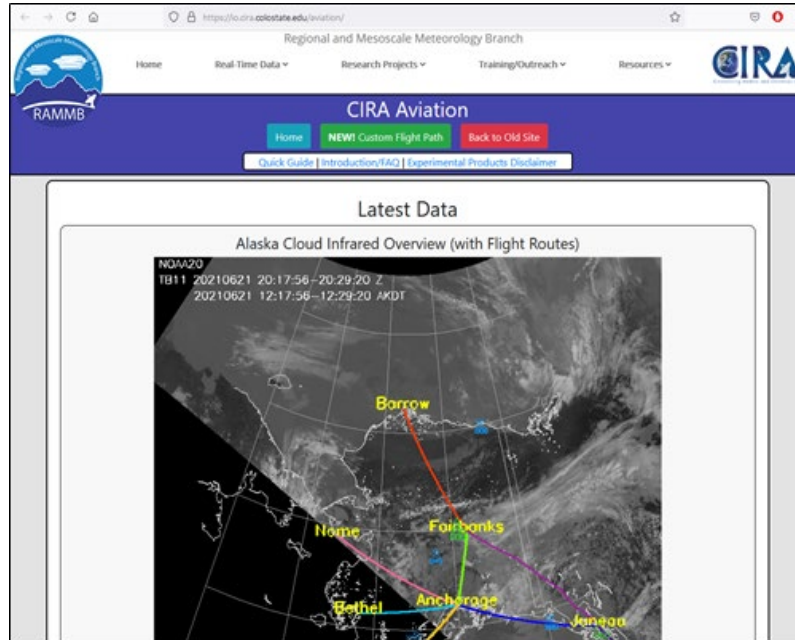 https://io.cira.colostate.edu/aviation/
Regional and Mesoscale Meteorology Branch
Home Real-Time Data Research Projects Training/Outreach Resources
CIRA
RAMMB
CIRA Aviation
Home NEW! Custom Flight Path Back to Old Site
Quick Guide | Introduction/FAQ | Experimental Products Disclaimer
Latest Data
Alaska Cloud Infrared Overview (with Flight Routes)
NOAA20
TB11 20210621 20:17:56-20:29:20 Z
20210621 12:17:56-12:29:20 AKDT
Barrow
Nome Fairbanks
Bethel Anchorage Juneau